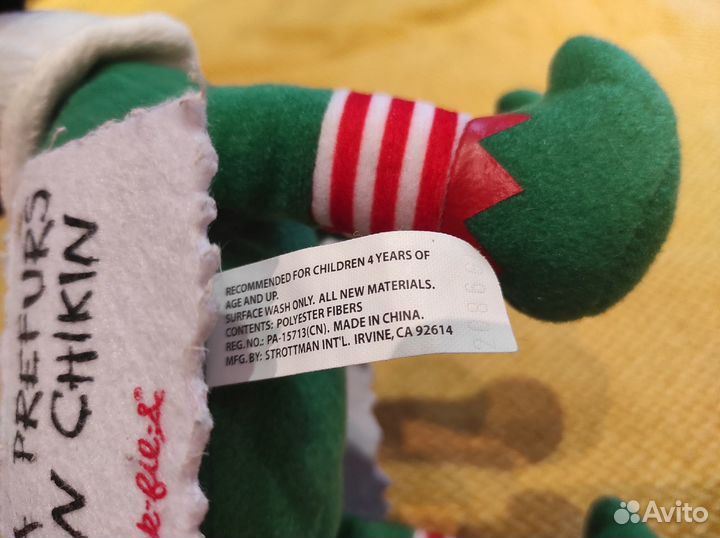 RECOMMENDED FOR CHILDREN 4 YEARS OF
AGE AND UP.
SURFACE WASH ONLY. ALL NEW MATERIALS.
CONTENTS: POLYESTER FIBERS
REG.NO.: PA-15713(CN). MADE IN CHINA.
MFG.BY: STROTTMAN INT'L. IRVINE, CA 92614
PREFURS
CHIKIN
k-fil-&
Avito